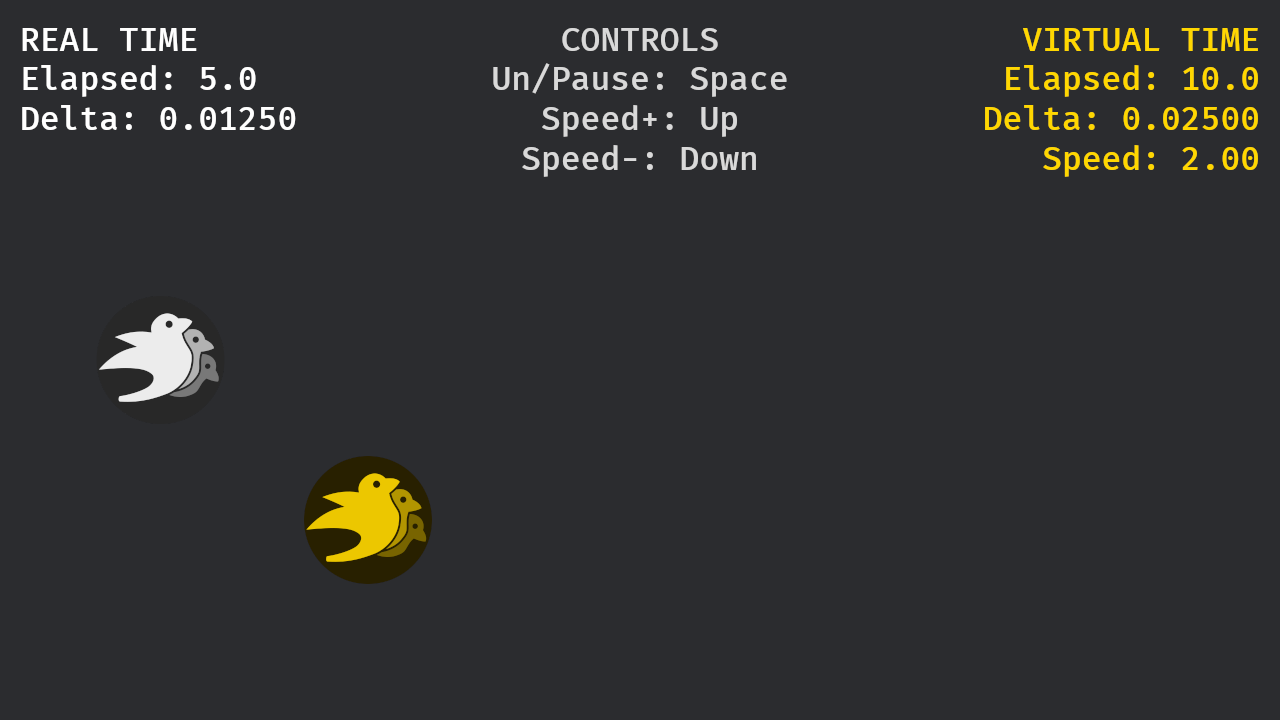 REAL TIME
Elapsed: 5.0
Delta: 0.01250
CONTROLS
Un/Pause: Space
Speed+: Up
Speed-: Down
VIRTUAL TIME
Elapsed: 10.0
Delta: 0.02500
Speed: 2.00